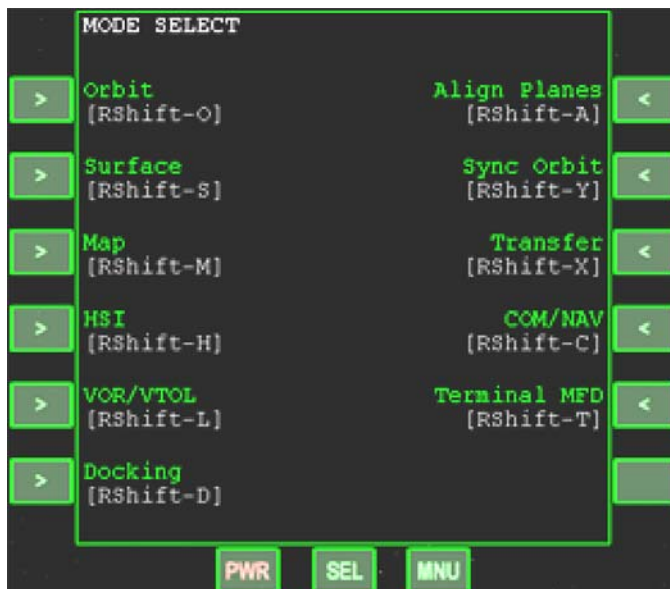 MODE SELECT
> Orbit Align Planes <
[RShift-O] [RShift-A]
> Surface Sync Orbit <
[RShift-S] [RShift-Y]
> Map Transfer <
[RShift-M] [RShift-X]
> HSI COM/NAV <
[RShift-H] [RShift-C]
> VOR/VTOL Terminal MFD <
[RShift-L] [RShift-T]
> Docking
[RShift-D]
PWR SEL MNU